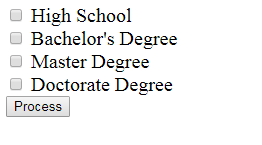 High School
Bachelor's Degree
Master Degree
Doctorate Degree
Process